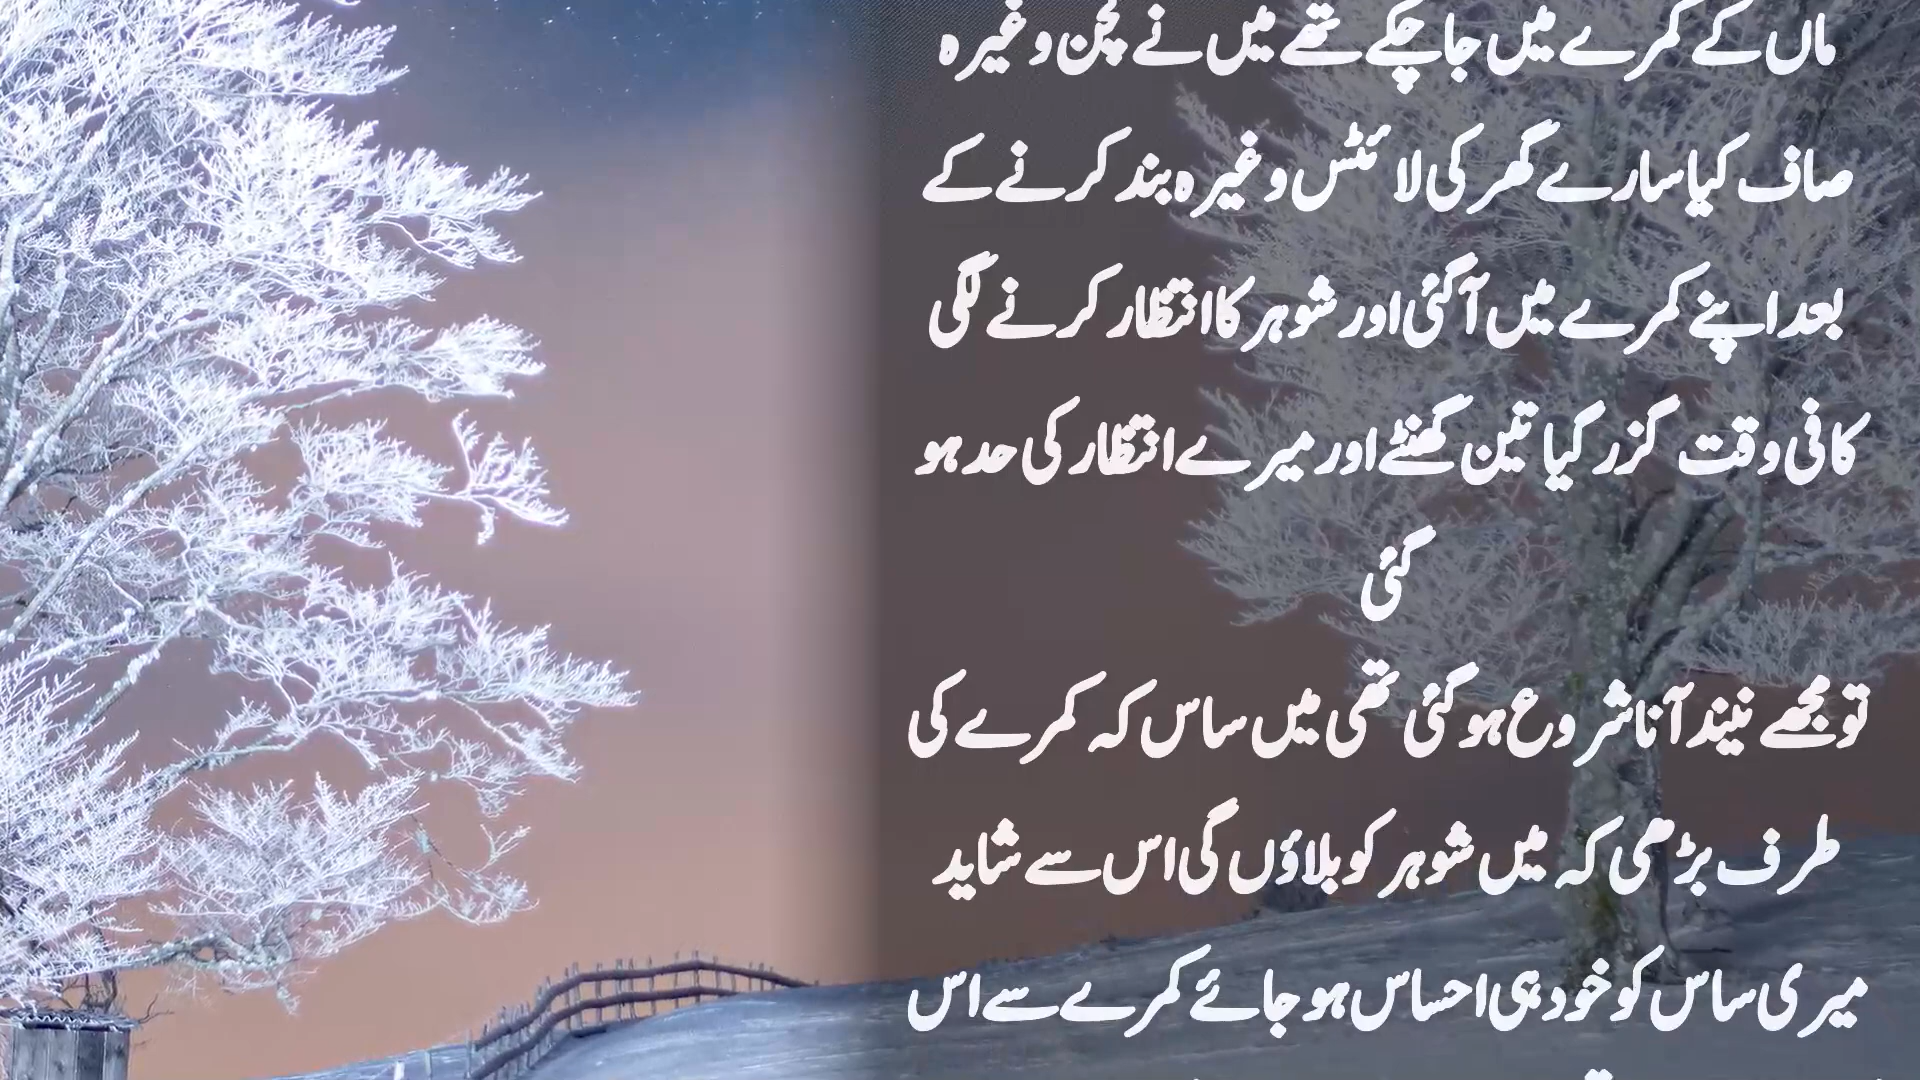 ماں کے کمرے میں جا چکے تھے میں نے کچن وغیرہ
صاف کیا سارے گھر کی لائٹس وغیرہ بند کرنے کے
بعد اپنے کمرے میں آگئی اور شوہر کا انتظار کرنے لگی
کافی وقت گزر گیا تین گھنٹے اور میرے انتظار کی حد ہو
گئی
تو مجھے نیند آنا شروع ہو گئی تھی میں ساس کہ کمرے کی
طرف بڑھی کہ میں شوہر کو بلاؤں گی اس سے شاید
میری ساس کو خود ہی احساس ہو جائے کمرے سے اس